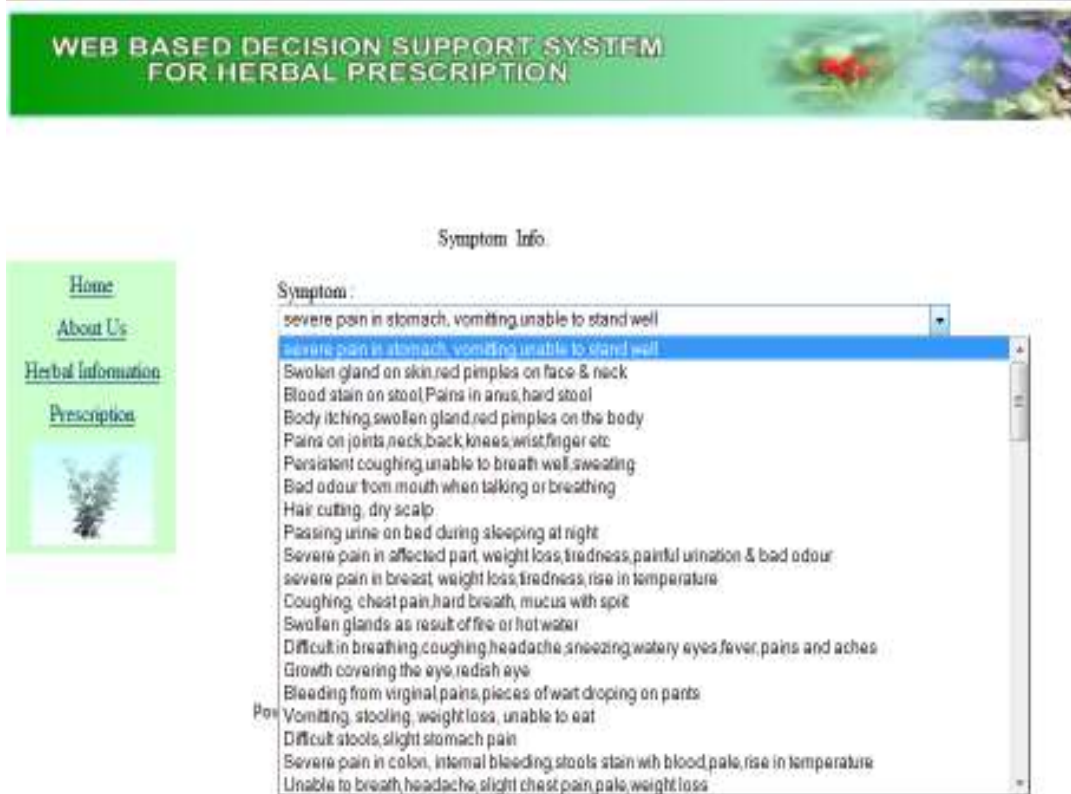 WEB BASED DECISION SUPPORT SYSTEM
FOR HERBAL PRESCRIPTION
Symptom Info.
Home
About Us
Herbal Information
Prescription
Symptom :
severe pain in stomach, vomitting,unable to stand well
severe pain in stomach, vomitting,unable to stand well
Swolen gland on skin,red pimples on face & neck
Blood stain on stool,Pains in anus,hard stool
Body itching,swollen gland,red pimples on the body
Pains on joints,neck,back,knees,wrist,finger etc
Persistent coughing,unable to breath well,sweating
Bad odour from mouth when talking or breathing
Hair cutting, dry scalp
Passing urine on bed during sleeping at night
Severe pain in affected part, weight loss,tiredness,painful urination & bad odour
severe pain in breast, weight loss,tiredness,rise in temperature
Coughing, chest pain,hard breath, mucus with spit
Swollen glands as result of fire or hot water
Difficult in breathing,coughing,headache,sneezing,watery eyes,fever,pains and aches
Growth covering the eye,redish eye
Bleeding from virginal,pains,pieces of wart droping on pants
Pow
Vomitting, stooling, weight loss, unable to eat
Difficult stools,slight stomach pain
Severe pain in colon, internal bleeding,stools stain wih blood,pale,rise in temperature
Unable to breath,headache,slight chest pain,pale,weight loss